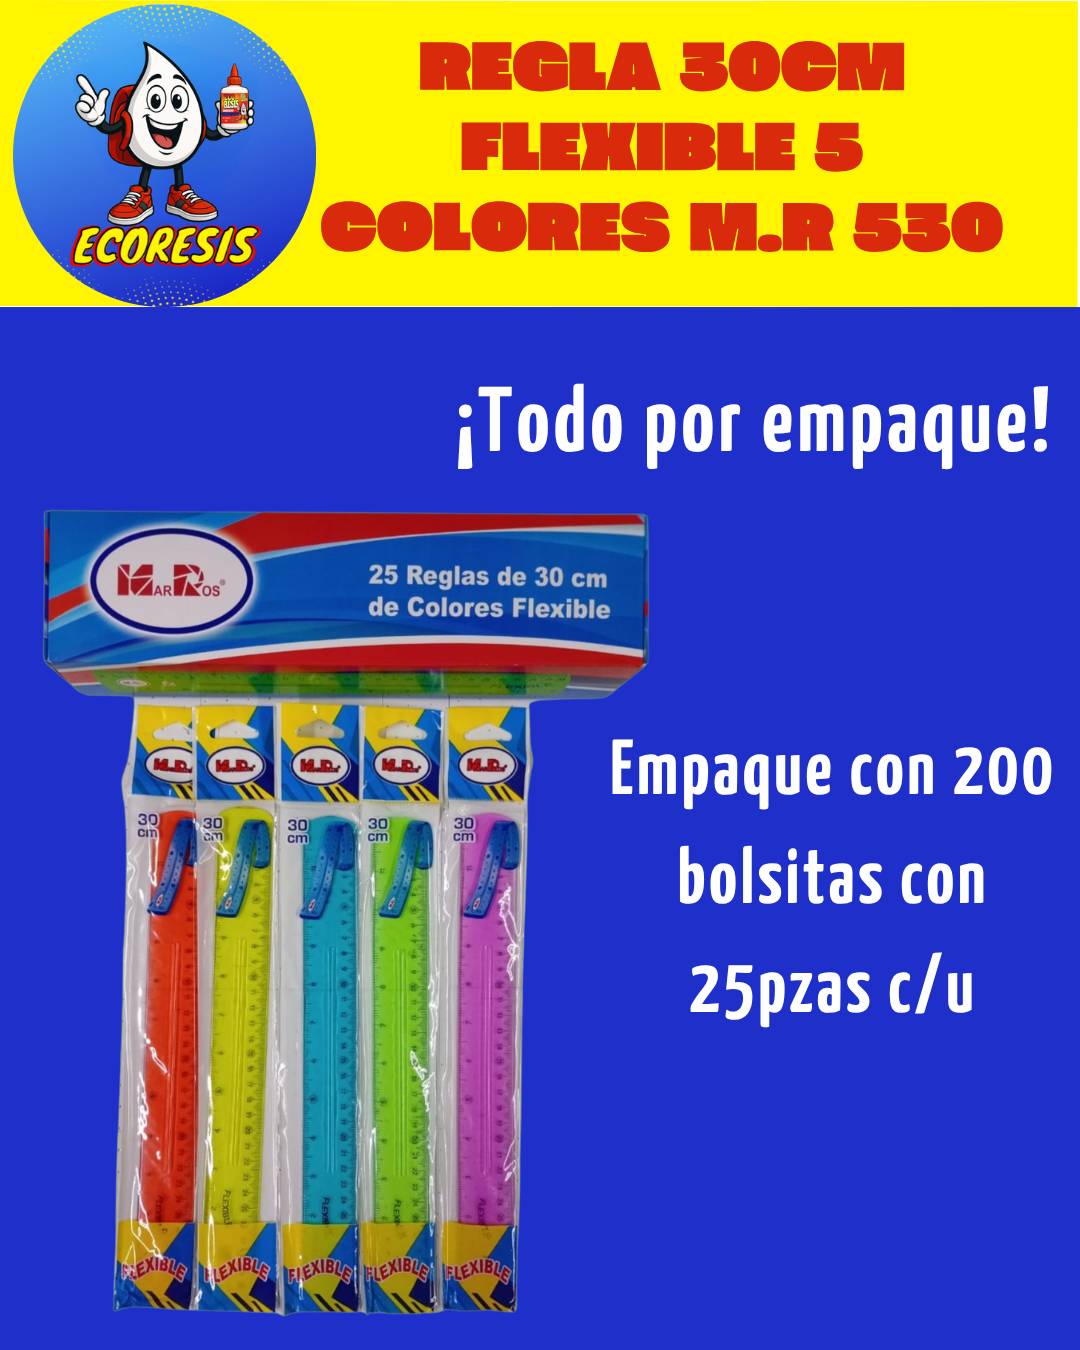 REGLA 30CM
FLEXIBLE 5
COLORES M.R 530
ECORESIS
¡Todo por empaque!
MARROS®
25 Reglas de 30 cm
de Colores Flexible
Empaque con 200
bolsitas con
25pzas c/u
30 cm
30 cm
30 cm
30 cm
30 cm
FLEXIBLE
FLEXIBLE
FLEXIBLE
FLEXIBLE
FLEXIBLE